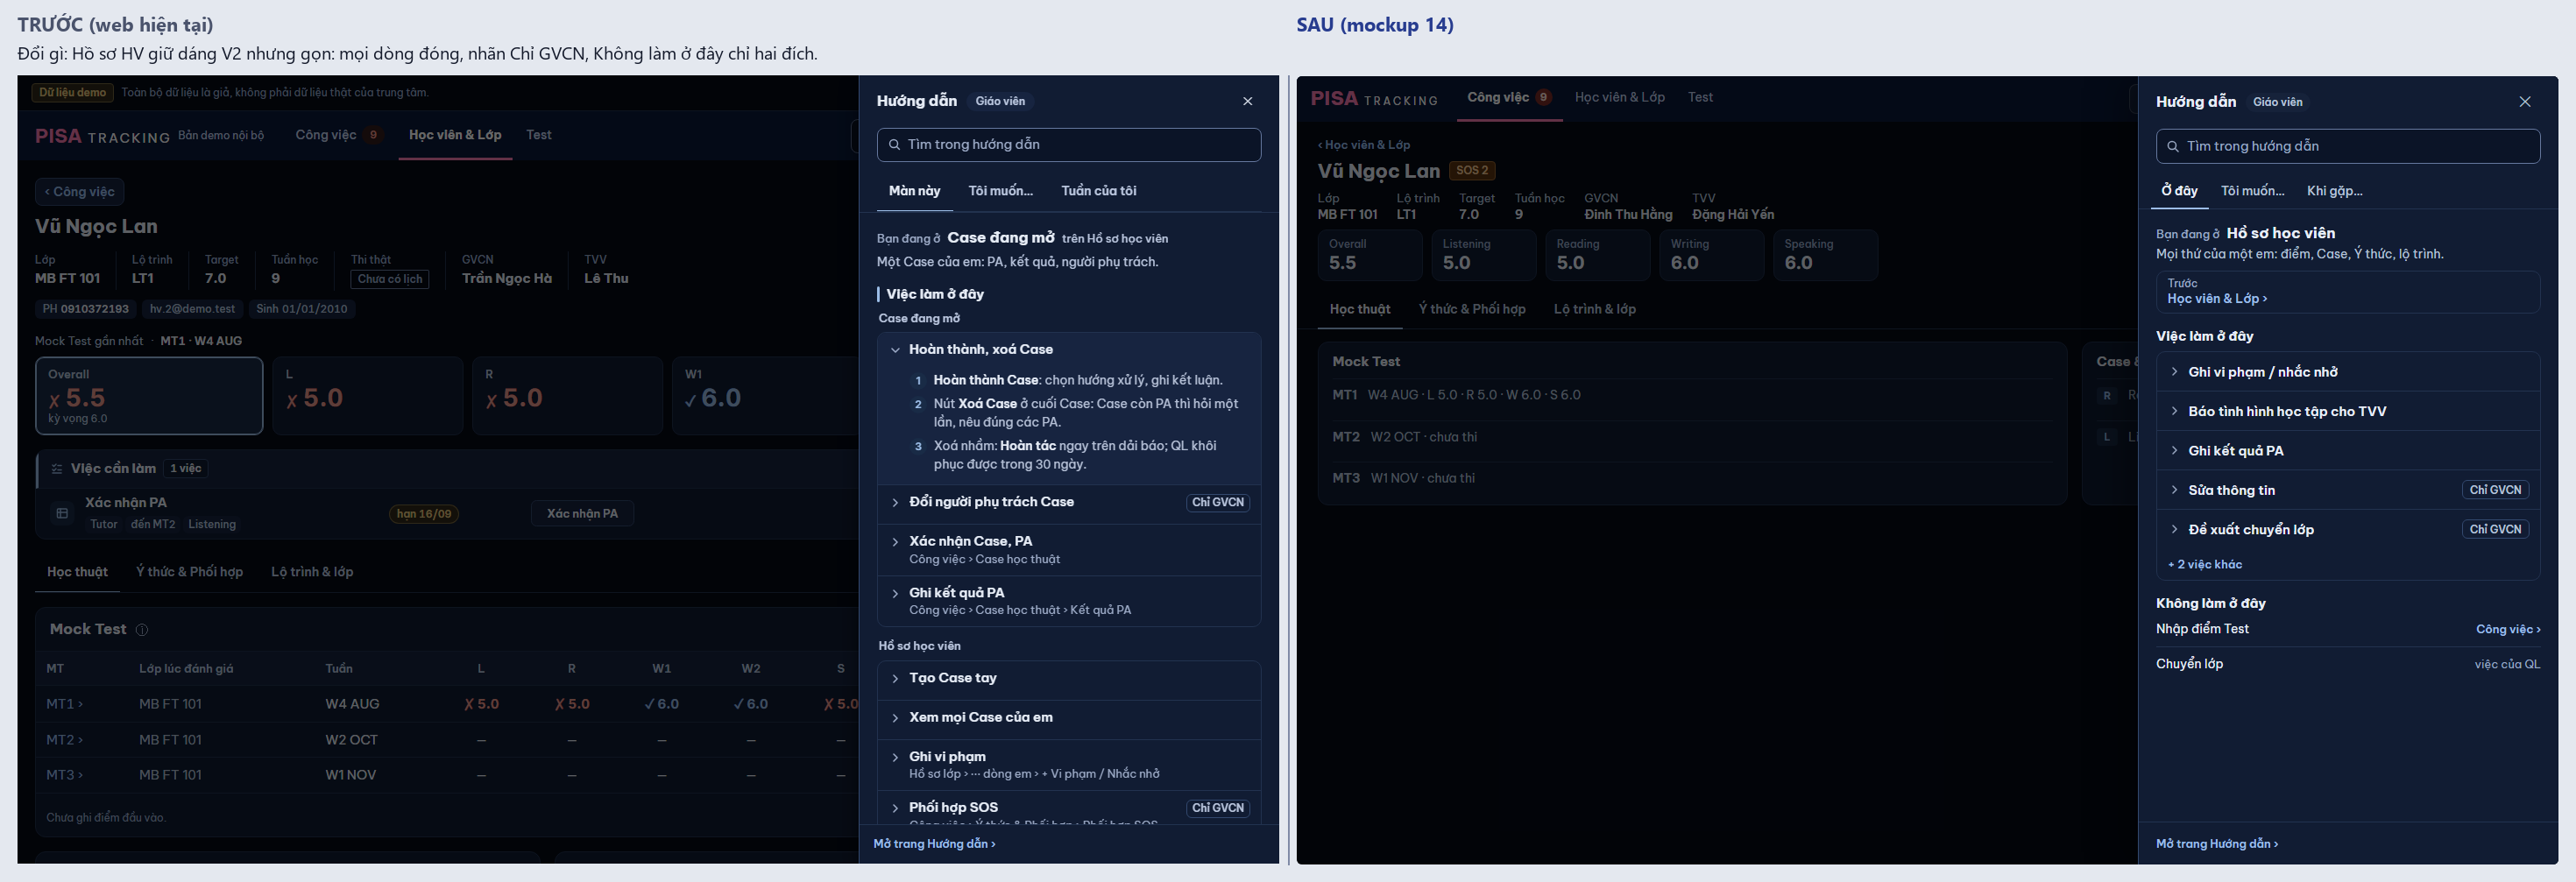 TRƯỚC (web hiện tại)
Đổi gì: Hồ sơ HV giữ dáng V2 nhưng gọn: mọi dòng đóng, nhãn Chỉ GVCN, Không làm ở đây chỉ hai đích.
Dữ liệu demo Toàn bộ dữ liệu là giả, không phải dữ liệu thật của trung tâm.
PISA TRACKING Bản demo nội bộ Công việc 9 Học viên & Lớp Test
‹ Công việc
Vũ Ngọc Lan
Lớp Lộ trình Target Tuần học Thi thật GVCN TVV
MB FT 101 LT1 7.0 9 Chưa có lịch Trần Ngọc Hà Lê Thu
PH 0910372193 hv.2@demo.test Sinh 01/01/2010
Mock Test gần nhất · MT1 · W4 AUG
Overall L R W1
✗ 5.5 ✗ 5.0 ✗ 5.0 ✓ 6.0
kỳ vọng 6.0
Việc cần làm 1 việc
Xác nhận PA
Tutor đến MT2 Listening
hạn 16/09
Xác nhận PA
Học thuật Ý thức & Phối hợp Lộ trình & lớp
Mock Test
MT Lớp lúc đánh giá Tuần L R W1 W2 S
MT1 › MB FT 101 W4 AUG ✗ 5.0 ✗ 5.0 ✓ 6.0 ✓ 6.0 ✗ 5.0
MT2 › MB FT 101 W2 OCT — — — — —
MT3 › MB FT 101 W1 NOV — — — — —
Chưa ghi điểm đầu vào.
Hướng dẫn Giáo viên
Tìm trong hướng dẫn
Màn này Tôi muốn... Tuần của tôi
Bạn đang ở Case đang mở trên Hồ sơ học viên
Một Case của em: PA, kết quả, người phụ trách.
Việc làm ở đây
Case đang mở
Hoàn thành, xoá Case
1 Hoàn thành Case: chọn hướng xử lý, ghi kết luận.
2 Nút Xoá Case ở cuối Case: Case còn PA thì hỏi một
lần, nêu đúng các PA.
3 Xoá nhầm: Hoàn tác ngay trên dải báo; QL khôi
phục được trong 30 ngày.
Đổi người phụ trách Case Chỉ GVCN
Xác nhận Case, PA
Công việc › Case học thuật
Ghi kết quả PA
Công việc › Case học thuật › Kết quả PA
Hồ sơ học viên
Tạo Case tay
Xem mọi Case của em
Ghi vi phạm
Hồ sơ lớp › ··· dòng em › + Vi phạm / Nhắc nhở
Phối hợp SOS Chỉ GVCN
Công việc › Ý thức & Phối hợp › Phối hợp SOS
Mở trang Hướng dẫn ›
SAU (mockup 14)
PISA TRACKING Công việc 9 Học viên & Lớp Test
‹ Học viên & Lớp
Vũ Ngọc Lan SOS 2
Lớp Lộ trình Target Tuần học GVCN TVV
MB FT 101 LT1 7.0 9 Đinh Thu Hằng Đặng Hải Yến
Overall Listening Reading Writing Speaking
5.5 5.0 5.0 6.0 6.0
Học thuật Ý thức & Phối hợp Lộ trình & lớp
Mock Test
MT1 W4 AUG · L 5.0 · R 5.0 · W 6.0 · S 6.0
MT2 W2 OCT · chưa thi
MT3 W1 NOV · chưa thi
Case
R
L
Hướng dẫn Giáo viên
Tìm trong hướng dẫn
Ở đây Tôi muốn... Khi gặp...
Bạn đang ở Hồ sơ học viên
Mọi thứ của một em: điểm, Case, Ý thức, lộ trình.
Trước
Học viên & Lớp ›
Việc làm ở đây
Ghi vi phạm / nhắc nhở
Báo tình hình học tập cho TVV
Ghi kết quả PA
Sửa thông tin Chỉ GVCN
Đề xuất chuyển lớp Chỉ GVCN
+ 2 việc khác
Không làm ở đây
Nhập điểm Test Công việc ›
Chuyển lớp việc của QL
Mở trang Hướng dẫn ›